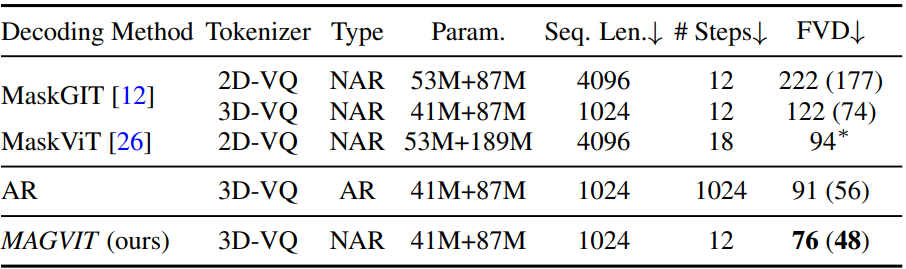 Decoding Method Tokenizer Type Param. Seq. Len.↓ # Steps↓ FVD↓
MaskGIT [12] 2D-VQ NAR 53M+87M 4096 12 222 (177)
3D-VQ NAR 41M+87M 1024 12 122 (74)
MaskViT [26] 2D-VQ NAR 53M+189M 4096 18 94*
AR 3D-VQ AR 41M+87M 1024 1024 91 (56)
MAGVIT (ours) 3D-VQ NAR 41M+87M 1024 12 76 (48)